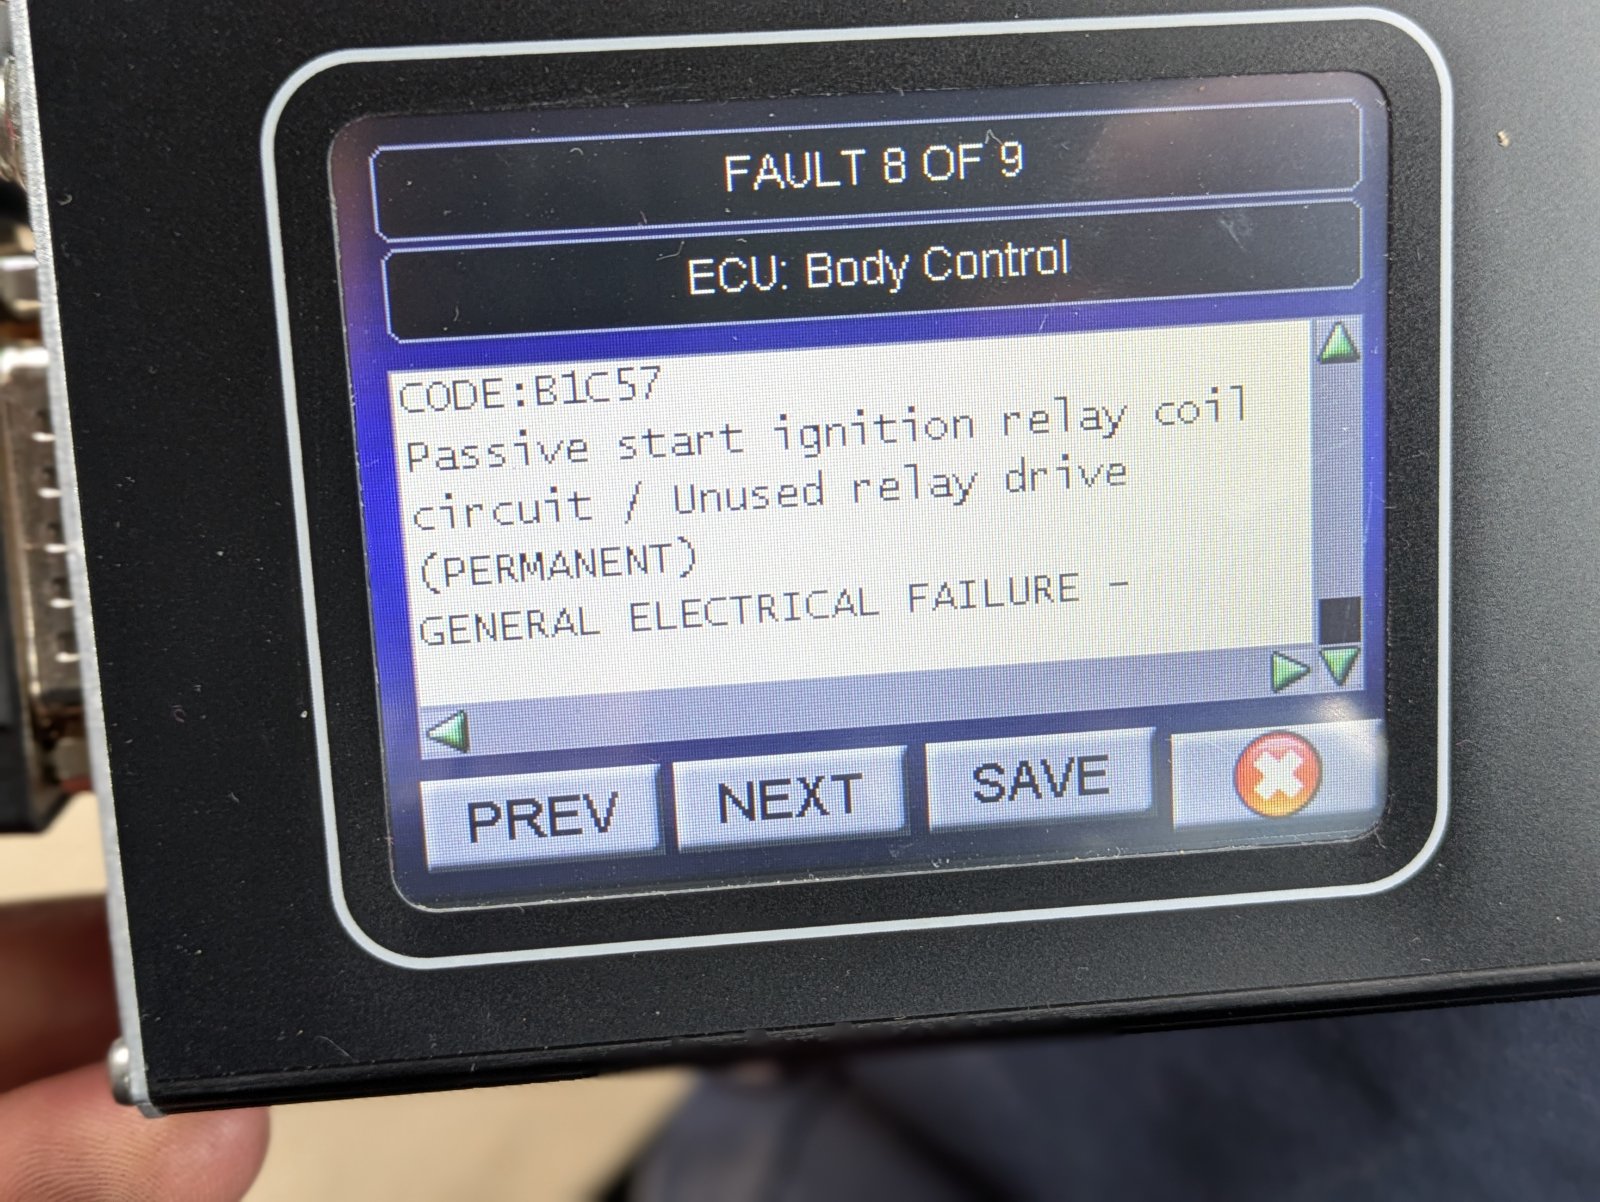 FAULT 8 OF 9
ECU: Body Control
CODE:B1C57
Passive start ignition relay coil
circuit / Unused relay drive
(PERMANENT)
GENERAL ELECTRICAL FAILURE -
PREV NEXT SAVE